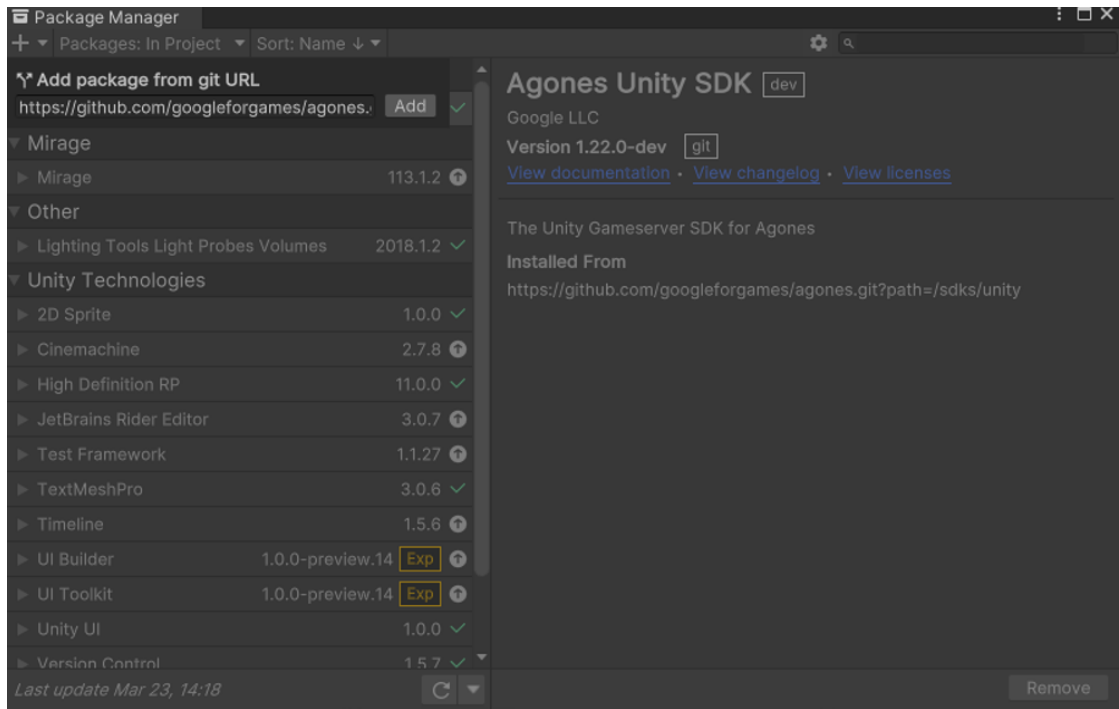 Package Manager
Packages: In Project Sort: Name ↓
Add package from git URL
https://github.com/googleforgames/agones. Add
Mirage
Mirage 113.1.2
Other
Lighting Tools Light Probes Volumes 2018.1.2
Unity Technologies
2D Sprite 1.0.0
Cinemachine 2.7.8
High Definition RP 11.0.0
JetBrains Rider Editor 3.0.7
Test Framework 1.1.27
TextMeshPro 3.0.6
Timeline 1.5.6
UI Builder 1.0.0-preview.14 Exp
UI Toolkit 1.0.0-preview.14 Exp
Unity UI 1.0.0
Version Control 1.5.7
Last update Mar 23, 14:18
Agones Unity SDK dev
Google LLC
Version 1.22.0-dev git
View documentation • View changelog • View licenses
The Unity Gameserver SDK for Agones
Installed From
https://github.com/googleforgames/agones.git?path=/sdks/unity
Remove